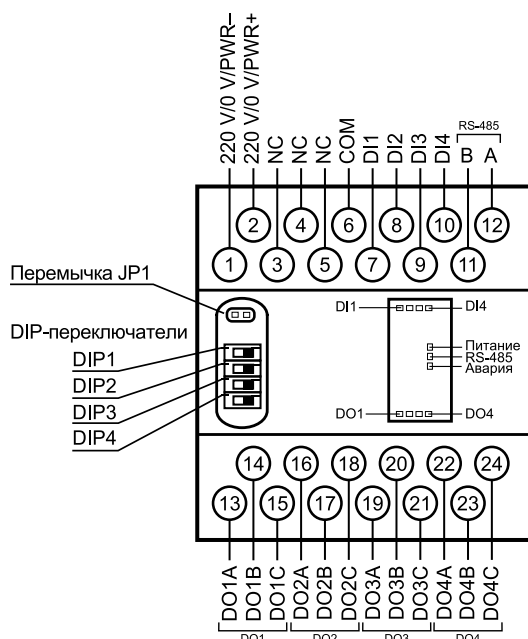 220 V/0 V/PWR–
220 V/0 V/PWR+
NC
NC
NC
COM
DI1
DI2
DI3
DI4
RS-485
B
A
2
4
6
8
10
12
1
3
5
7
9
11
Перемычка JP1
DI1
DI4
DIP-переключатели
DIP1
DIP2
DIP3
DIP4
Питание
RS-485
Авария
DO1
DO4
14
16
18
20
22
24
13
15
17
19
21
23
DO1A
DO1B
DO1C
DO2A
DO2B
DO2C
DO3A
DO3B
DO3C
DO4A
DO4B
DO4C
DO1
DO2
DO3
DO4